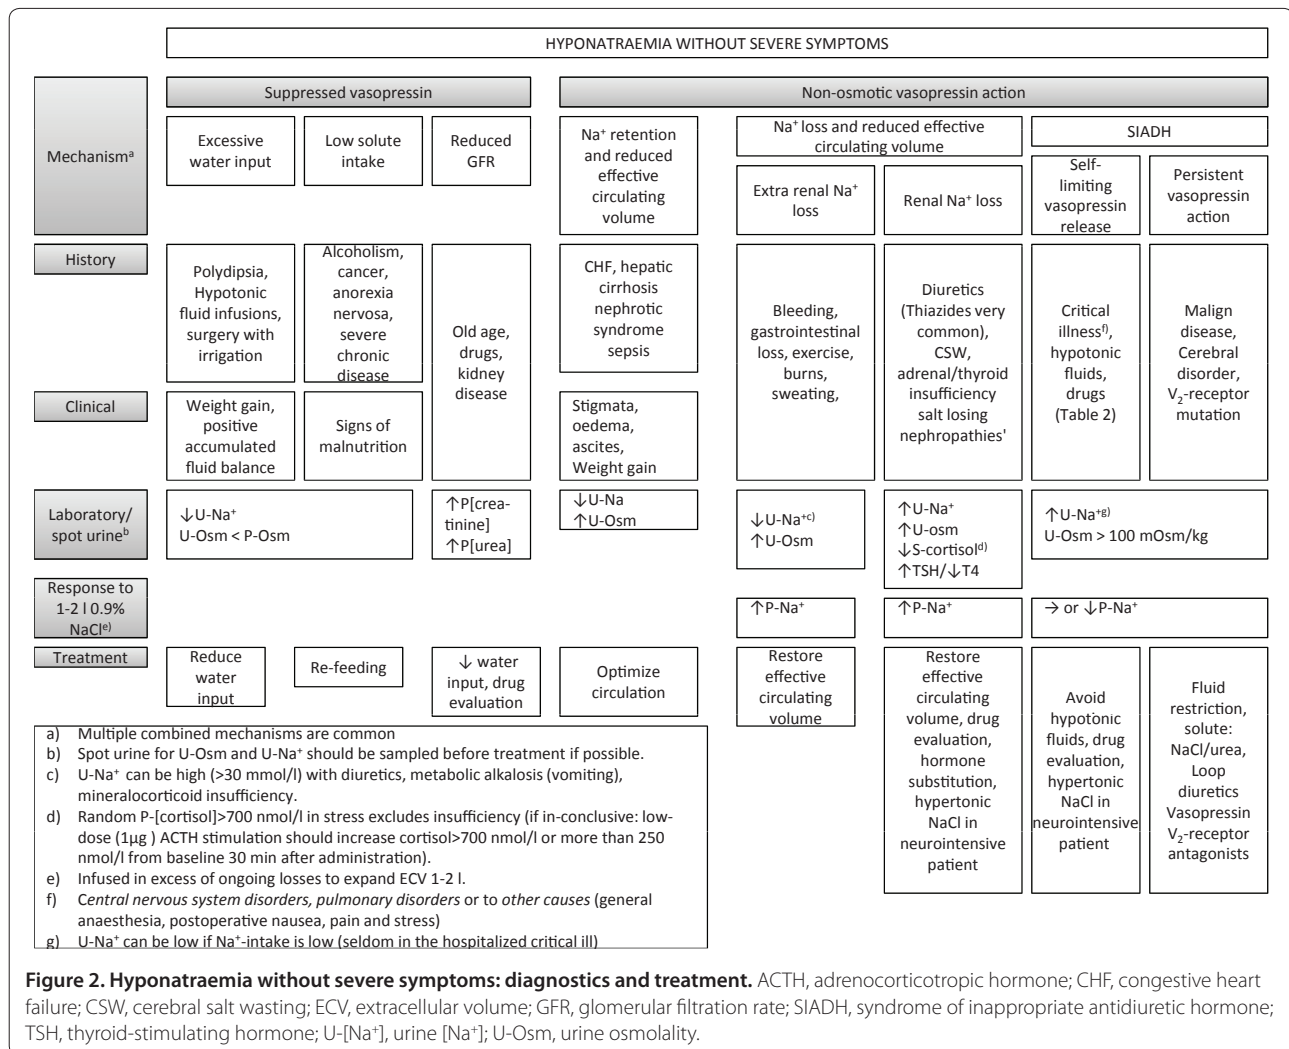 HYPONATRAEMIA WITHOUT SEVERE SYMPTOMS
Mechanismᵃ
Suppressed vasopressin
Non-osmotic vasopressin action
Excessive
water input
Low solute
intake
Reduced
GFR
Na⁺ retention
and reduced
effective
circulating
volume
Na⁺ loss and reduced effective
circulating volume
Extra renal Na⁺
loss
Renal Na⁺ loss
SIADH
Self-
limiting
vasopressin
release
Persistent
vasopressin
action
History
Polydipsia,
Hypotonic
fluid infusions,
surgery with
irrigation
Alcoholism,
cancer,
anorexia
nervosa,
severe
chronic
disease
Old age,
drugs,
kidney
disease
CHF, hepatic
cirrhosis
nephrotic
syndrome
sepsis
Bleeding,
gastrointestinal
loss, exercise,
burns,
sweating,
Diuretics
(Thiazides very
common),
CSW,
adrenal/thyroid
insufficiency
salt losing
nephropathies'
Critical
illnessᶠ⁾,
hypotonic
fluids,
drugs
(Table 2)
Malign
disease,
Cerebral
disorder,
V₂-receptor
mutation
Clinical
Weight gain,
positive
accumulated
fluid balance
Signs of
malnutrition
Stigmata,
oedema,
ascites,
Weight gain
Laboratory/
spot urineᵇ
↓U-Na⁺
U-Osm < P-Osm
↑P[crea-
tinine]
↑P[urea]
↓U-Na
↑U-Osm
↓U-Na⁺ᶜ⁾
↑U-Osm
↑U-Na⁺
↑U-osm
↓S-cortisolᵈ⁾
↑TSH/↓T4
↑U-Na⁺ᵍ⁾
U-Osm > 100 mOsm/kg
Response to
1-2 l 0.9%
NaClᵉ⁾
↑P-Na⁺
↑P-Na⁺
→ or ↓P-Na⁺
Treatment
Reduce
water
input
Re-feeding
↓ water
input, drug
evaluation
Optimize
circulation
Restore
effective
circulating
volume
Restore
effective
circulating
volume, drug
evaluation,
hormone
substitution,
hypertonic
NaCl in
neurointensive
patient
Avoid
hypotonic
fluids, drug
evaluation,
hypertonic
NaCl in
neurointensive
patient
Fluid
restriction,
solute:
NaCl/urea,
Loop
diuretics
Vasopressin
V₂-receptor
antagonists
a) Multiple combined mechanisms are common
b) Spot urine for U-Osm and U-Na⁺ should be sampled before treatment if possible.
c) U-Na⁺ can be high (>30 mmol/l) with diuretics, metabolic alkalosis (vomiting),
mineralocorticoid insufficiency.
d) Random P-[cortisol]>700 nmol/l in stress excludes insufficiency (if in-conclusive: low-
dose (1µg ) ACTH stimulation should increase cortisol>700 nmol/l or more than 250
nmol/l from baseline 30 min after administration).
e) Infused in excess of ongoing losses to expand ECV 1-2 l.
f) Central nervous system disorders, pulmonary disorders or to other causes (general
anaesthesia, postoperative nausea, pain and stress)
g) U-Na⁺ can be low if Na⁺-intake is low (seldom in the hospitalized critical ill)
Figure 2. Hyponatraemia without severe symptoms: diagnostics and treatment. ACTH, adrenocorticotropic hormone; CHF, congestive heart
failure; CSW, cerebral salt wasting; ECV, extracellular volume; GFR, glomerular filtration rate; SIADH, syndrome of inappropriate antidiuretic hormone;
TSH, thyroid-stimulating hormone; U-[Na⁺], urine [Na⁺]; U-Osm, urine osmolality.